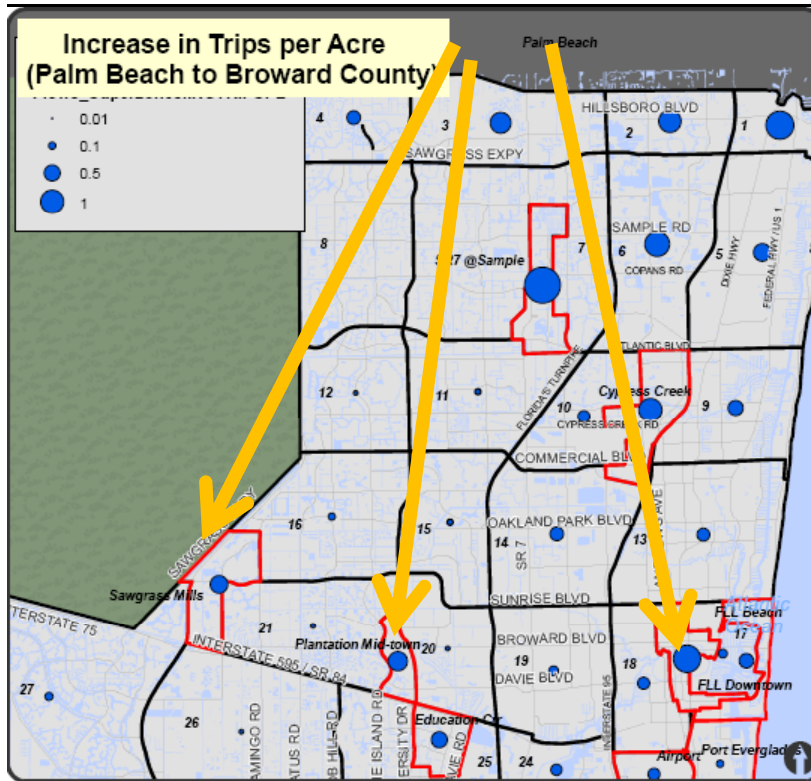 Increase in Trips per Acre
(Palm Beach to Broward County)
Palm Beach
0.01
0.1
0.5
1
4
3
HILLSBORO BLVD
2
1
SAWGRASS EXPY
8
7
SAMPLE RD
6
5
COPANS RD
DIXIE HWY
FEDERAL HWY / US 1
@Sample
FLORIDA'S TURNPIKE
ATLANTIC BLVD
12
11
10
Cypress Creek
9
CYPRESS CREEK RD
COMMERCIAL BLVD
16
15
14
SR 7
OAKLAND PARK BLVD
13
Sawgrass Mills
SUNRISE BLVD
FLL Beach
Atlantic
Ocean
INTERSTATE 75
21
INTERSTATE 595 / SR 84
Plantation Mid-town
20
BROWARD BLVD
19
DAVIE BLVD
18
17
FLL Downtown
INTERSTATE 95
27
26
Education Ctr
25
24
Airport
Port Everglades